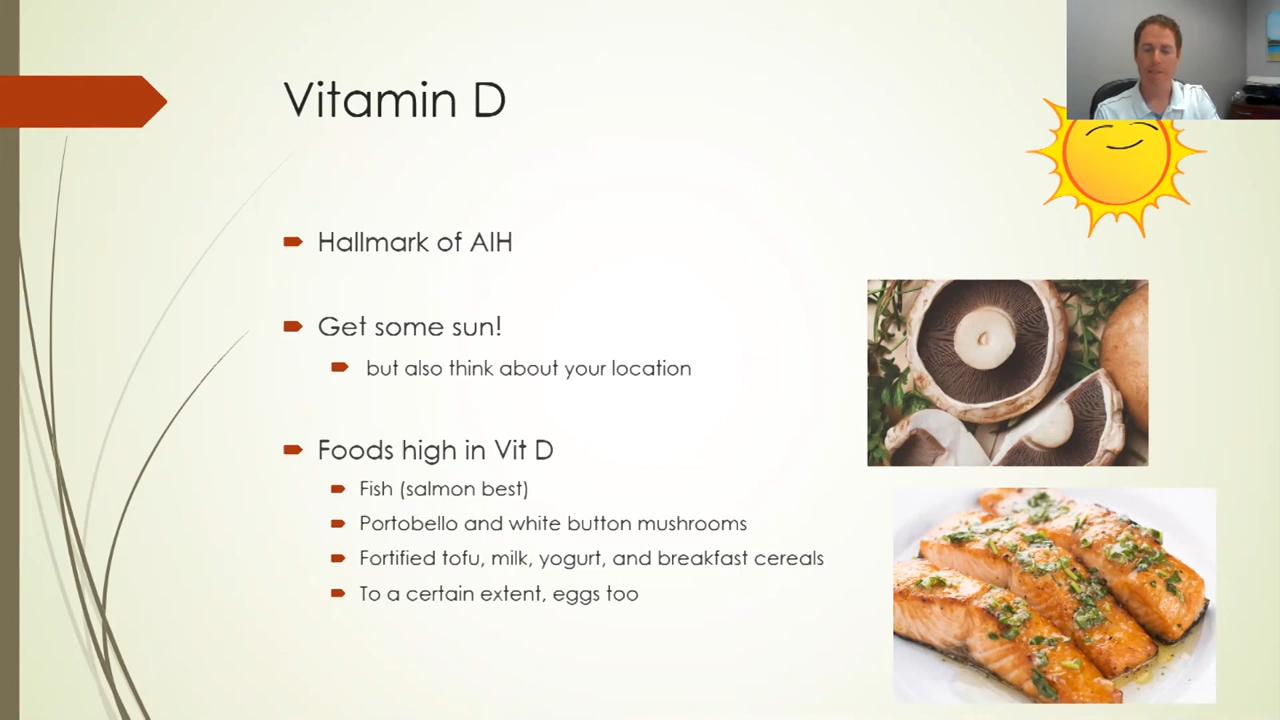 Vitamin D
Hallmark of AIH
Get some sun!
but also think about your location
Foods high in Vit D
Fish (salmon best)
Portobello and white button mushrooms
Fortified tofu, milk, yogurt, and breakfast cereals
To a certain extent, eggs too